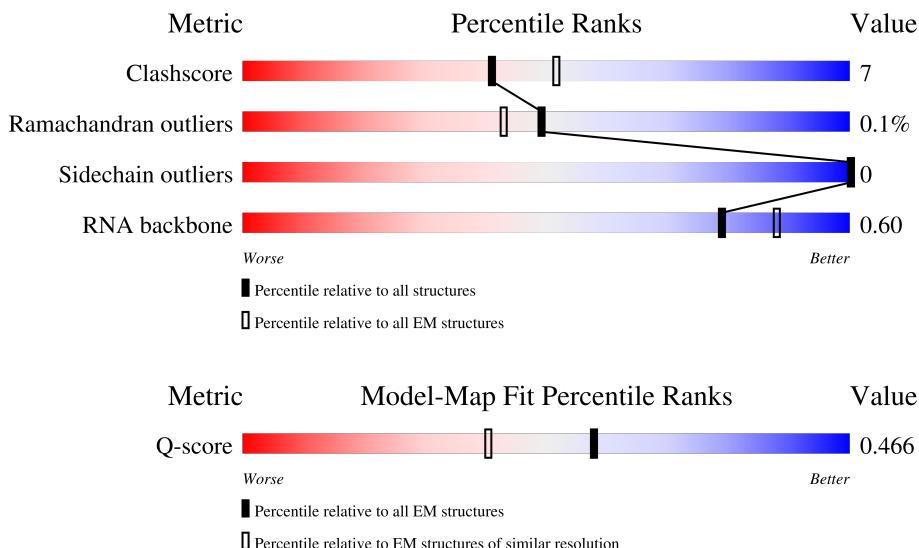 Metric Percentile Ranks Value
Clashscore 7
Ramachandran outliers 0.1%
Sidechain outliers 0
RNA backbone 0.60
Worse Better
Percentile relative to all structures
Percentile relative to all EM structures
Metric Model-Map Fit Percentile Ranks Value
Q-score 0.466
Worse Better
Percentile relative to all EM structures
Percentile relative to EM structures of similar resolution